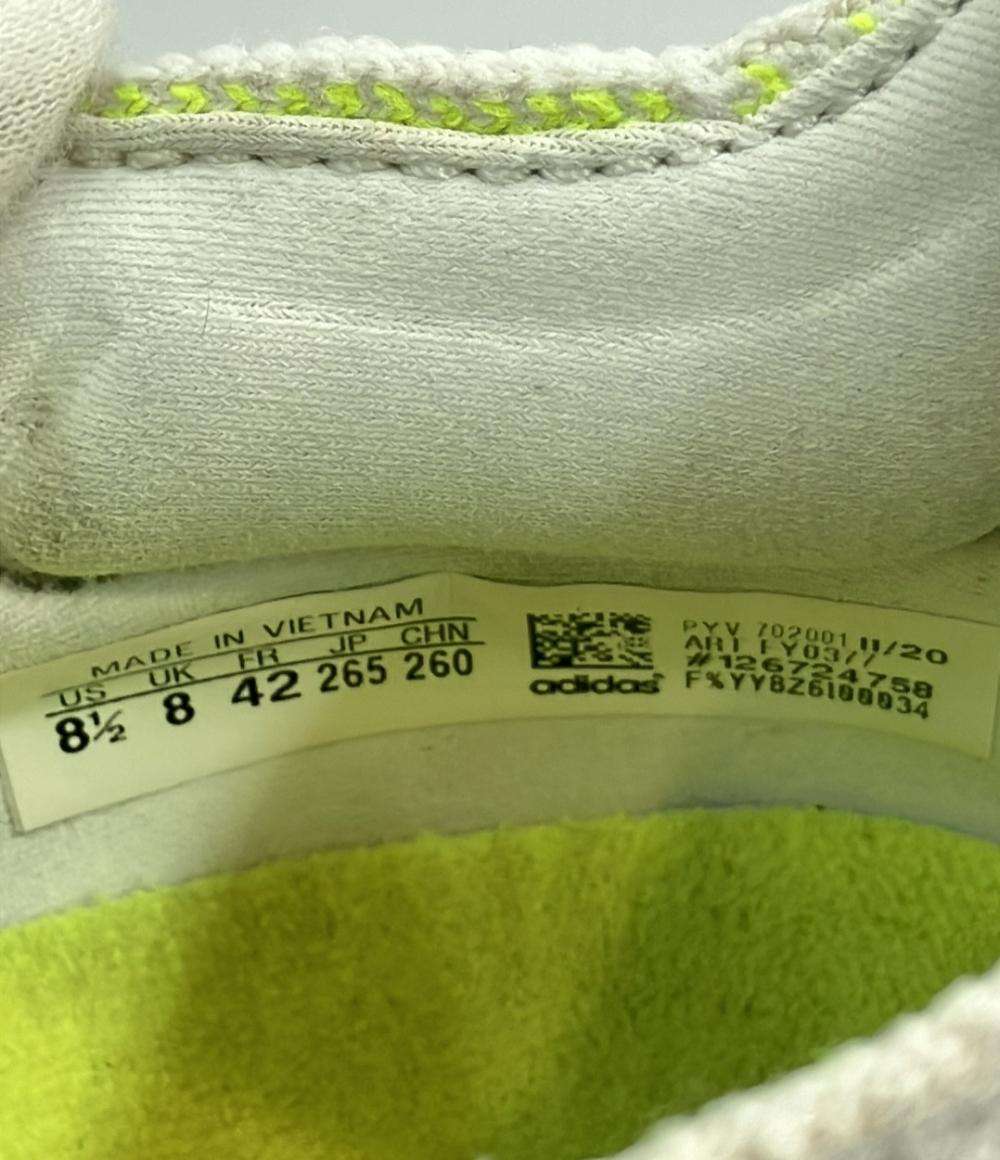 MADE IN VIETNAM
US UK FR JP CHN
8½ 8 42 265 260
adidas
PYV 702001 11/20
ART FY0377
#126724758
F%YY8Z6100034